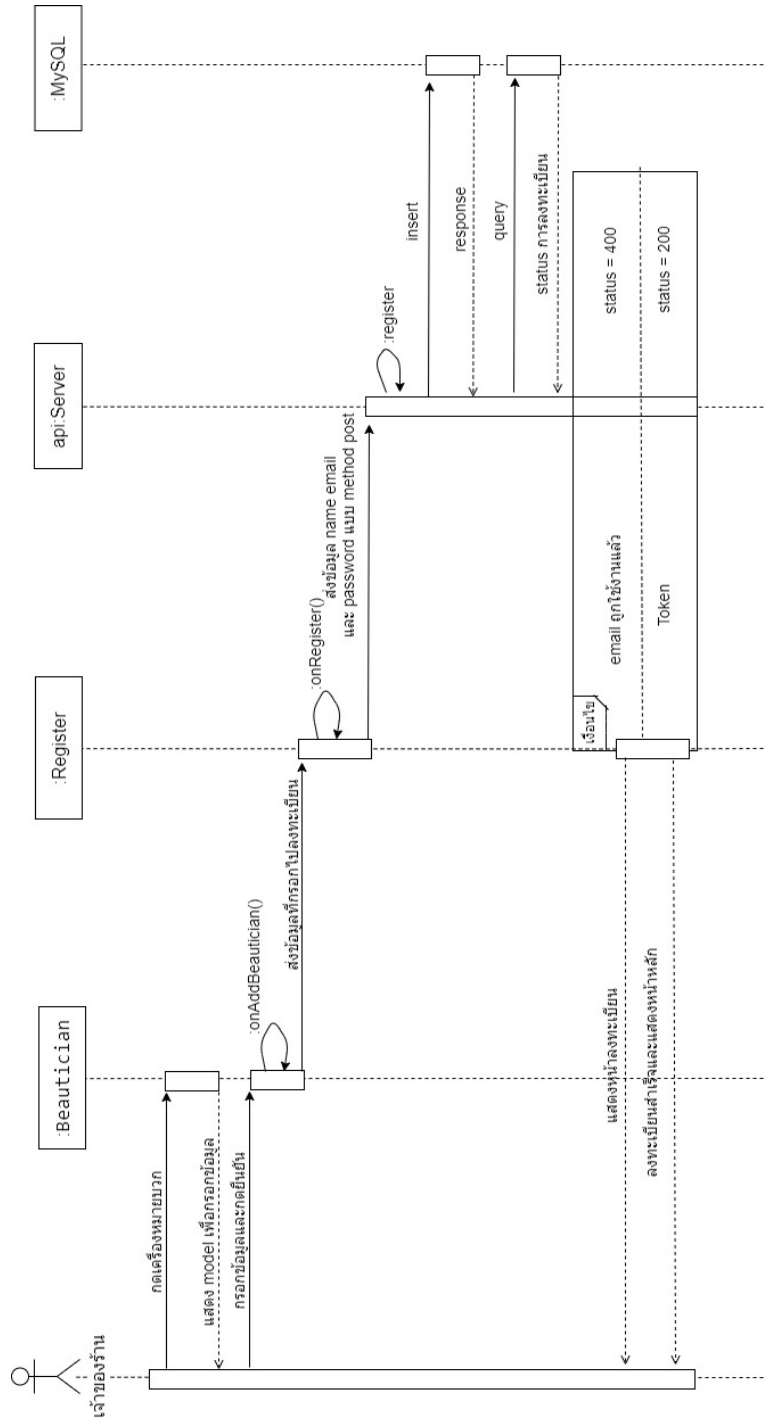 เจ้าของร้าน
:Beautician
:Register
api:Server
:MySQL
กดเครื่องหมายบวก
แสดง model เพื่อกรอกข้อมูล
กรอกข้อมูลและกดยืนยัน
:onAddBeautician()
ส่งข้อมูลที่กรอกไปลงทะเบียน
:onRegister()
ส่งข้อมูล name email
และ password แบบ method post
:register
insert
response
query
status การลงทะเบียน
เงื่อนไข
email ถูกใช้งานแล้ว
status = 400
แสดงหน้าลงทะเบียน
Token
status = 200
ลงทะเบียนสำเร็จและแสดงหน้าหลัก